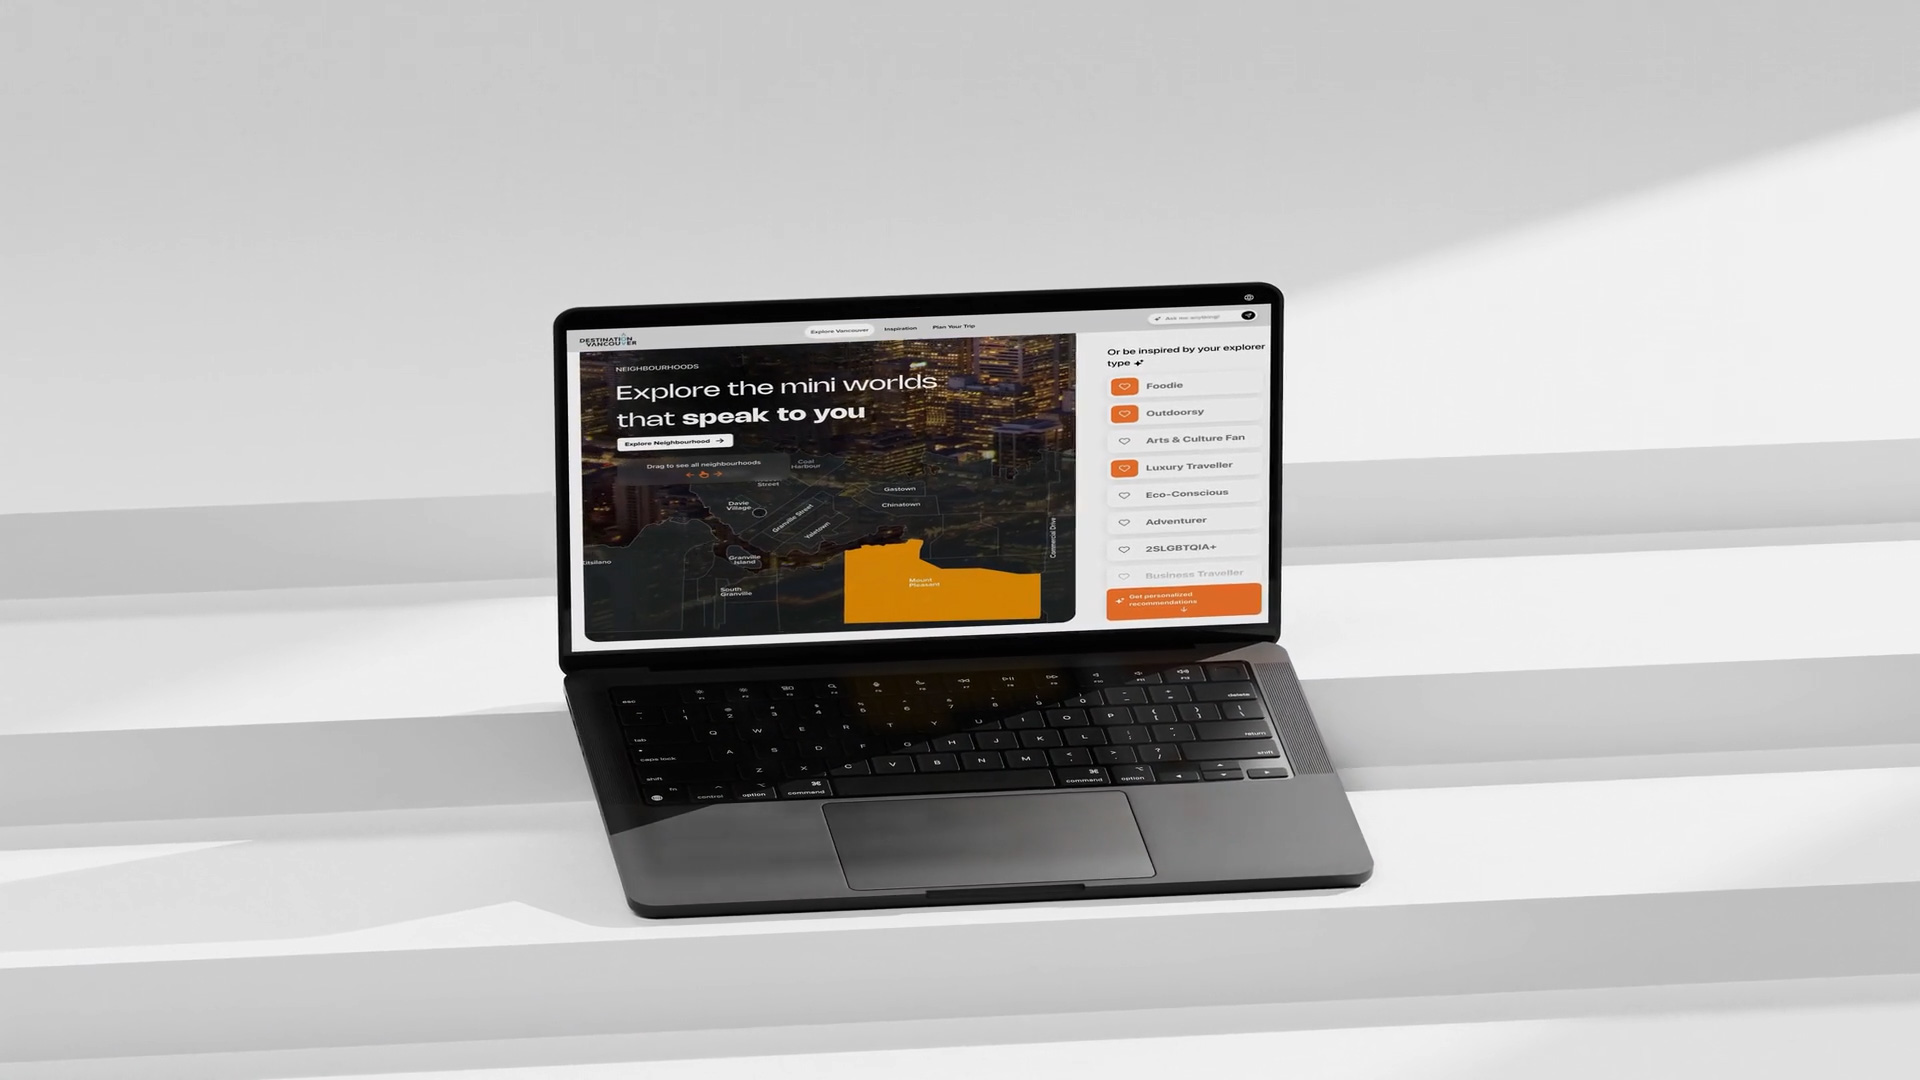 DESTINATION
VANCOUVER
Explore Vancouver
Inspiration
Plan Your Trip
Ask me anything!
NEIGHBOURHOODS
Explore the mini worlds
that speak to you
Explore Neighbourhood →
Drag to see all neighbourhoods
Coal
Harbour
Street
Davie
Village
Granville Street
Yaletown
Gastown
Chinatown
Commercial Drive
Granville
Island
itsilano
South
Granville
Mount
Pleasant
Or be inspired by your explorer
type
Foodie
Outdoorsy
Arts & Culture Fan
Luxury Traveller
Eco-Conscious
Adventurer
2SLGBTQIA+
Business Traveller
Get personalized
recommendations
esc
delete
tab
Q W E R T Y U I O P
caps lock
A S D F G H J K L
return
shift
Z X C V B N M
shift
fn
control
option
command
command
option